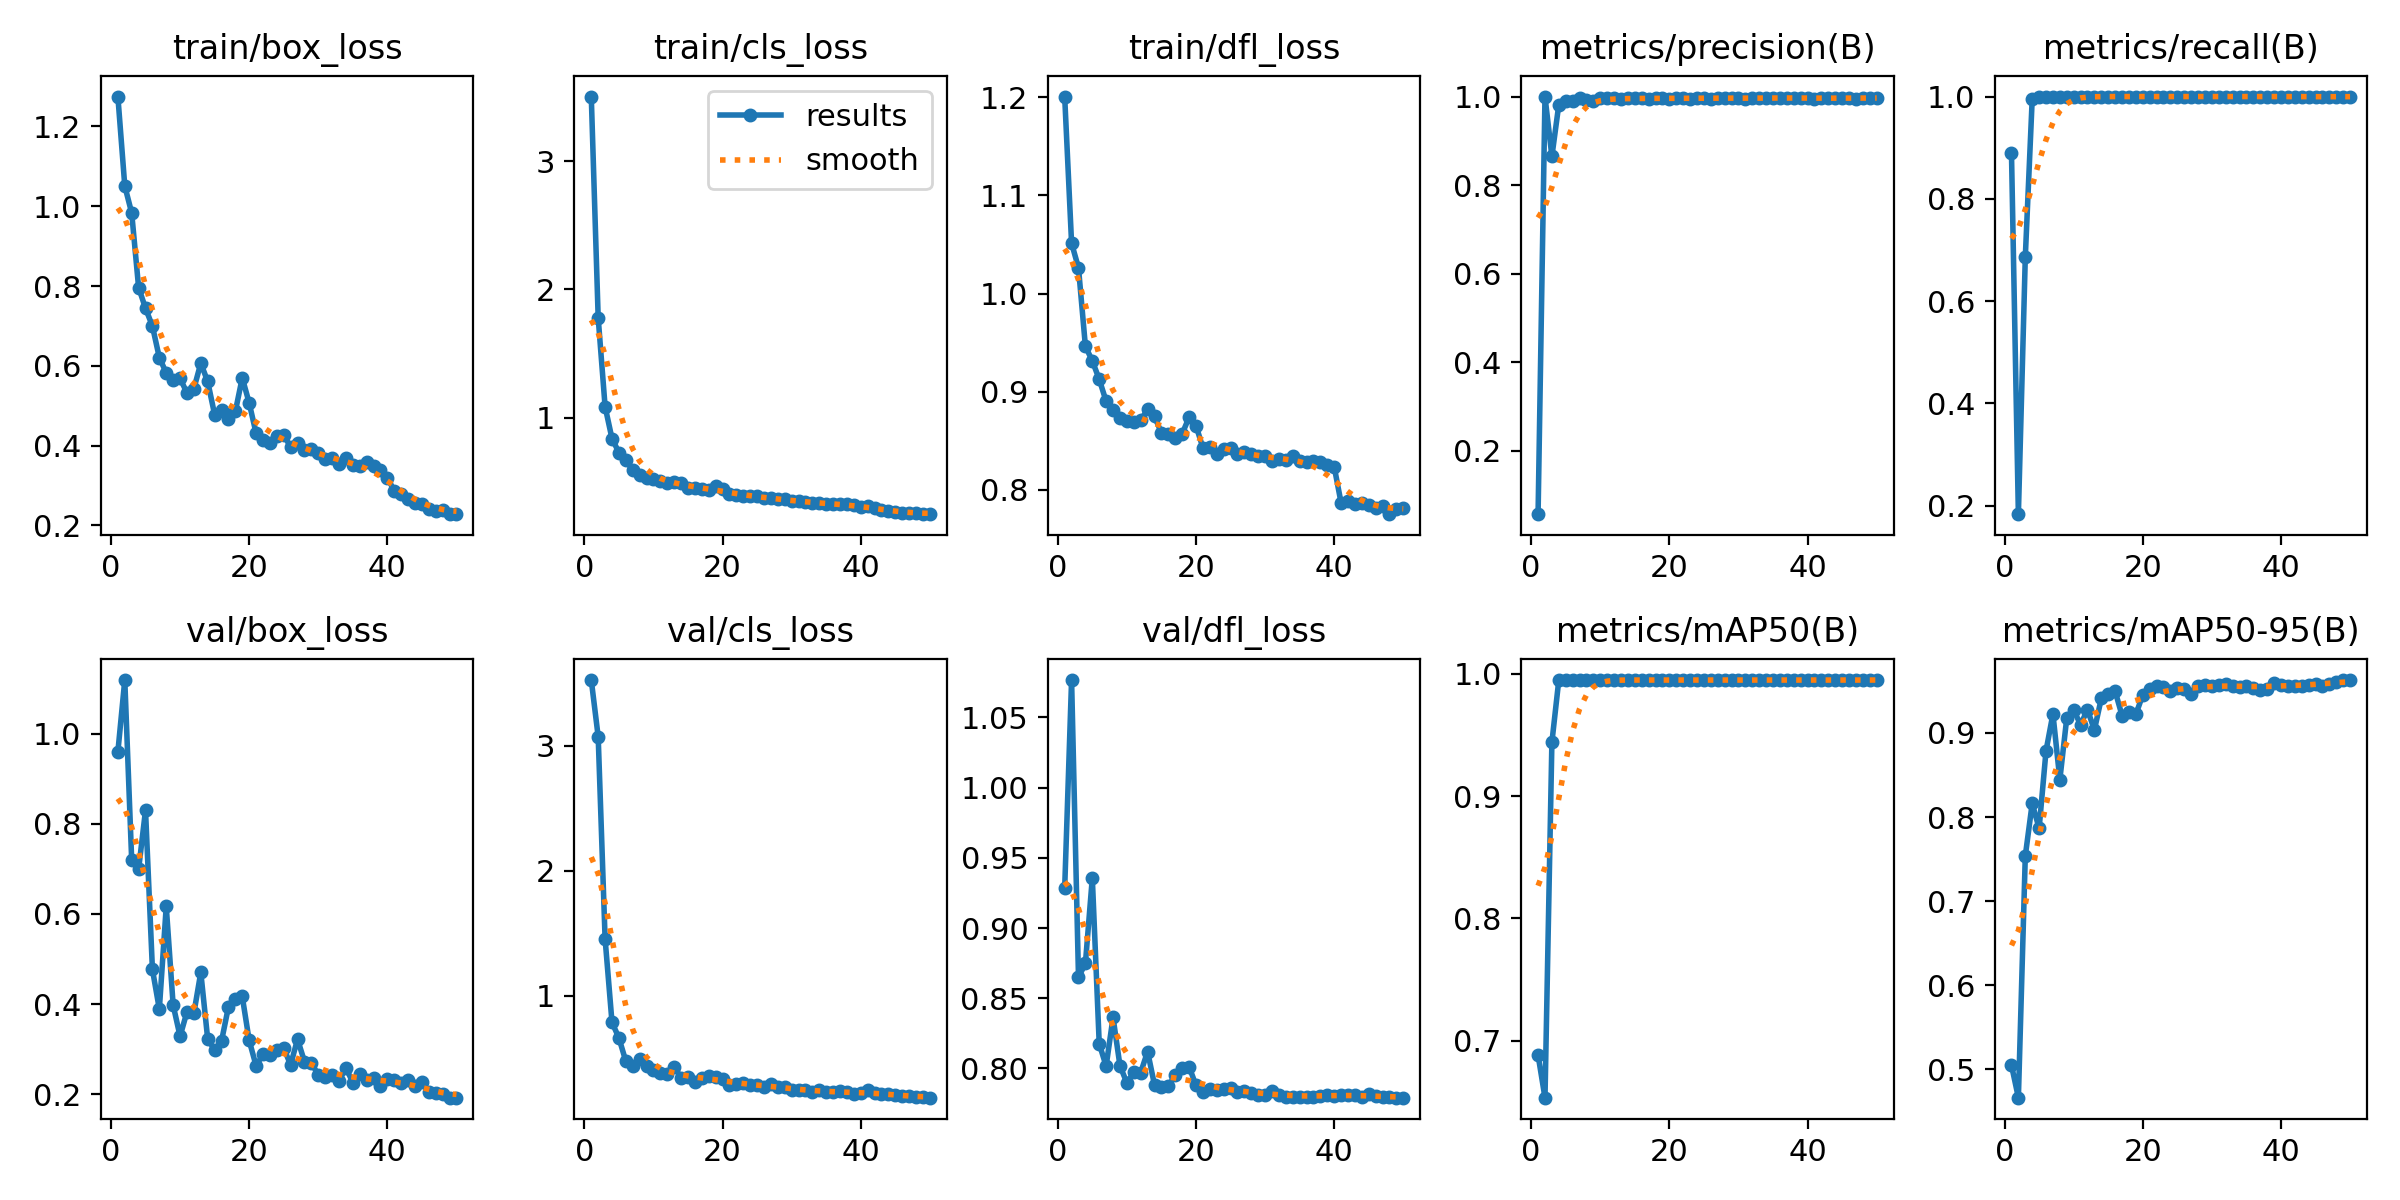 train/box_loss
1.2
1.0
0.8
0.6
0.4
0.2
0 20 40
train/cls_loss
results
smooth
3
2
1
0 20 40
train/dfl_loss
1.2
1.1
1.0
0.9
0.8
0 20 40
metrics/precision(B)
1.0
0.8
0.6
0.4
0.2
0 20 40
metrics/recall(B)
1.0
0.8
0.6
0.4
0.2
0 20 40
val/box_loss
1.0
0.8
0.6
0.4
0.2
0 20 40
val/cls_loss
3
2
1
0 20 40
val/dfl_loss
1.05
1.00
0.95
0.90
0.85
0.80
0 20 40
metrics/mAP50(B)
1.0
0.9
0.8
0.7
0 20 40
metrics/mAP50-95(B)
0.9
0.8
0.7
0.6
0.5
0 20 40